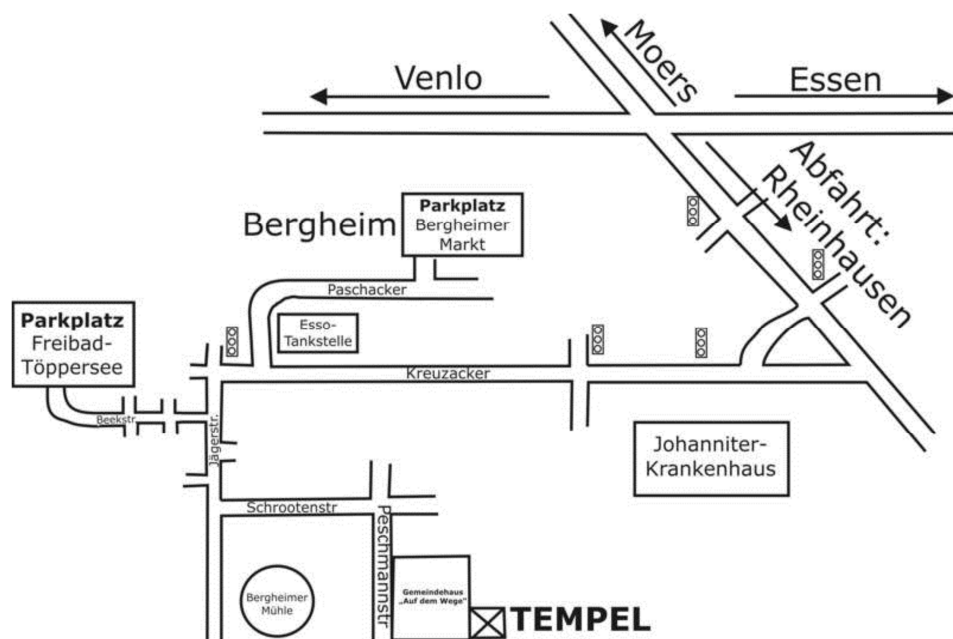 Venlo
Moers
Essen
Abfahrt:
Rheinhausen
Bergheim
Parkplatz
Bergheimer
Markt
Paschacker
Parkplatz
Freibad-
Töppersee
Esso-
Tankstelle
Kreuzacker
Beekstr.
Jägerstr.
Johanniter-
Krankenhaus
Schrootenstr
Peschmannstr
Bergheimer
Mühle
Gemeindehaus
„Auf dem Wege"
TEMPEL